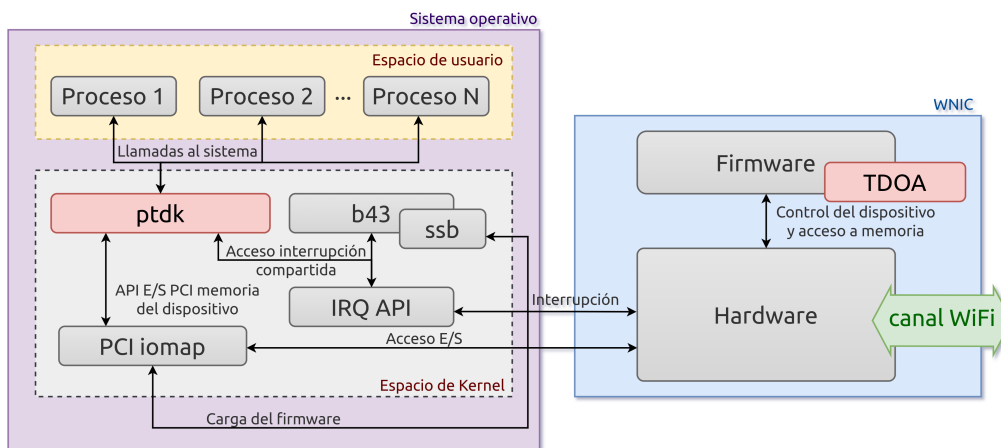 Sistema operativo
Espacio de usuario
Proceso 1
Proceso 2
...
Proceso N
Llamadas al sistema
ptdk
b43
ssb
Acceso interrupción
compartida
API E/S PCI memoria
del dispositivo
IRQ API
PCI iomap
Espacio de Kernel
Carga del firmware
Interrupción
Acceso E/S
WNIC
Firmware
TDOA
Control del dispositivo
y acceso a memoria
Hardware
canal WiFi